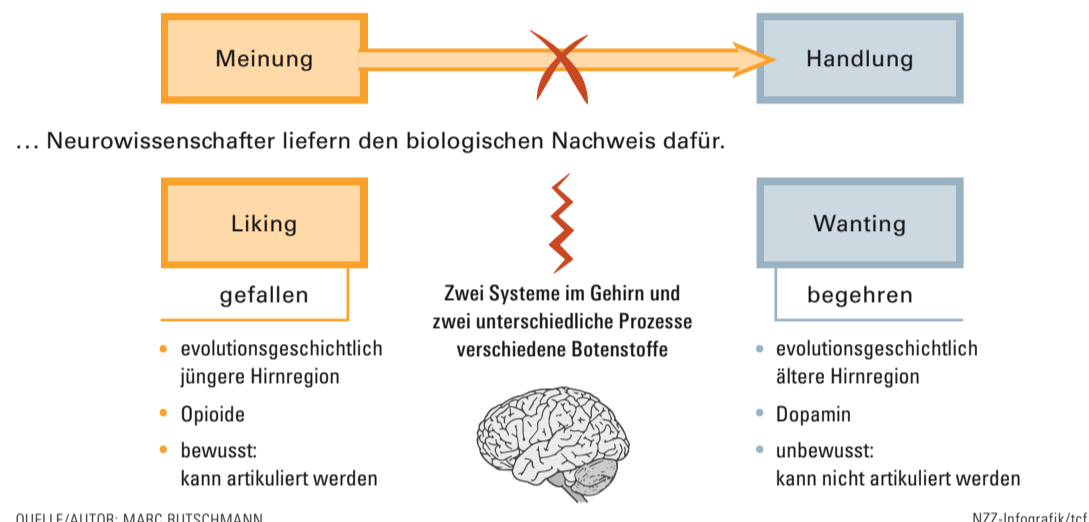 Meinung
Handlung
... Neurowissenschafter liefern den biologischen Nachweis dafür.
Liking
Wanting
gefallen
begehren
Zwei Systeme im Gehirn und
zwei unterschiedliche Prozesse
verschiedene Botenstoffe
• evolutionsgeschichtlich
jüngere Hirnregion
• Opioide
• bewusst:
kann artikuliert werden
• evolutionsgeschichtlich
ältere Hirnregion
• Dopamin
• unbewusst:
kann nicht artikuliert werden
QUELLE/AUTOR: MARC RUTSCHMANN
NZZ-Infografik/tcf